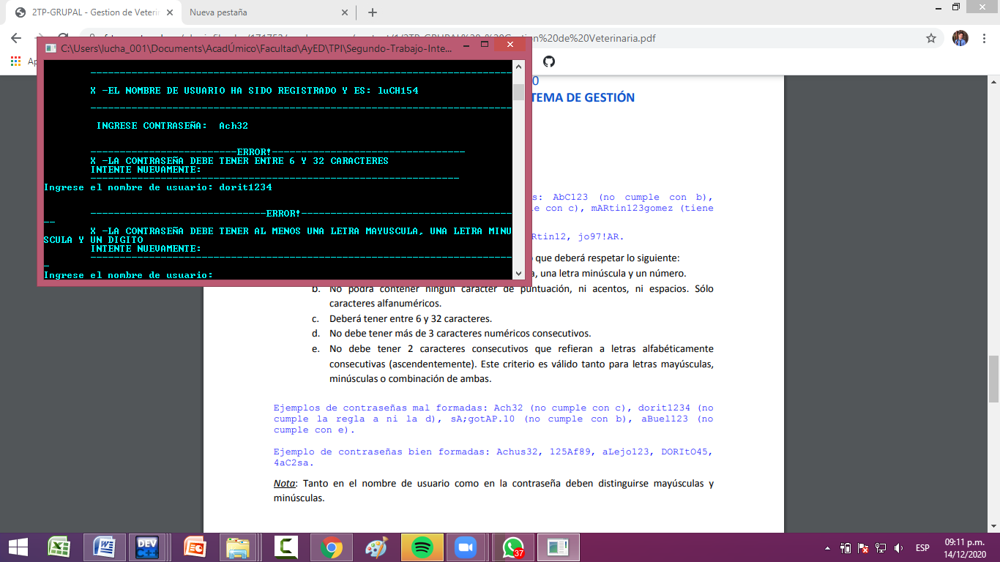 2TP-GRUPAL - Gestion de Veterin
Nueva pestaña
de%20Veterinaria.pdf
C:\Users\lucha_001\Documents\AcadÚmico\Facultad\AyED\TPI\Segundo-Trabajo-Inte...
Ap
X -EL NOMBRE DE USUARIO HA SIDO REGISTRADO Y ES: luCH154
INGRESE CONTRASEÑA: Ach32
-------------------------ERROR!---------------------------------
X -LA CONTRASEÑA DEBE TENER ENTRE 6 Y 32 CARACTERES
INTENTE NUEVAMENTE:
Ingrese el nombre de usuario: dorit1234
------------------------------ERROR!------------------------------------
X -LA CONTRASEÑA DEBE TENER AL MENOS UNA LETRA MAYUSCULA, UNA LETRA MINU
SCULA Y UN DIGITO
INTENTE NUEVAMENTE:
Ingrese el nombre de usuario:
0
TEMA DE GESTIÓN
s: AbC123 (no cumple con b),
le con c), mARtin123gomez (tiene
Rtin12, jo97!AR.
que deberá respetar lo siguiente:
a, una letra minúscula y un número.
b. No podrá contener ningún carácter de puntuación, ni acentos, ni espacios. Sólo
caracteres alfanuméricos.
c. Deberá tener entre 6 y 32 caracteres.
d. No debe tener más de 3 caracteres numéricos consecutivos.
e. No debe tener 2 caracteres consecutivos que refieran a letras alfabéticamente
consecutivas (ascendentemente). Este criterio es válido tanto para letras mayúsculas,
minúsculas o combinación de ambas.
Ejemplos de contraseñas mal formadas: Ach32 (no cumple con c), dorit1234 (no
cumple la regla a ni la d), sA;gotAP.10 (no cumple con b), aBuel123 (no
cumple con e).
Ejemplo de contraseñas bien formadas: Achus32, 125Af89, aLejo123, DORItO45,
4aC2sa.
Nota: Tanto en el nombre de usuario como en la contraseña deben distinguirse mayúsculas y
minúsculas.
DEV
C++
37
ESP
09:11 p.m.
14/12/2020